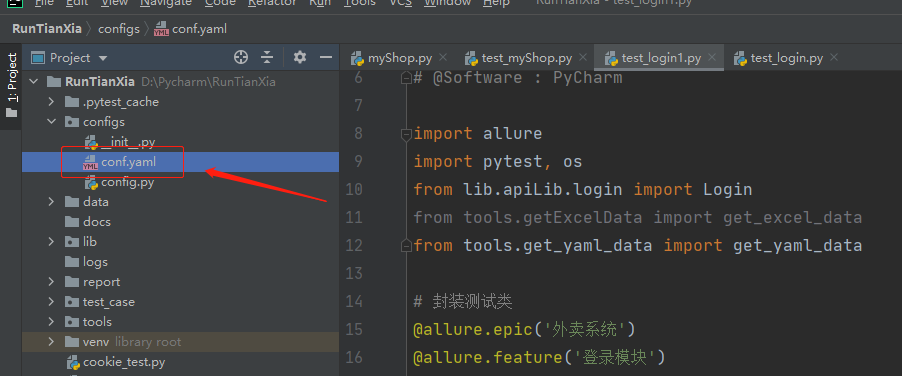 File Edit View Navigate Code Refactor Run Tools VCS Window Help RunTianXia - test_login1.py
RunTianXia configs conf.yaml
1: Project
Project
RunTianXia D:\Pycharm\RunTianXia
.pytest_cache
configs
__init__.py
conf.yaml
config.py
data
docs
lib
logs
report
test_case
tools
venv library root
cookie_test.py
myShop.py test_myShop.py test_login1.py test_login.py
6 # @Software : PyCharm
7
8 import allure
9 import pytest, os
10 from lib.apiLib.login import Login
11 from tools.getExcelData import get_excel_data
12 from tools.get_yaml_data import get_yaml_data
13
14 # 封装测试类
15 @allure.epic('外卖系统')
16 @allure.feature('登录模块')